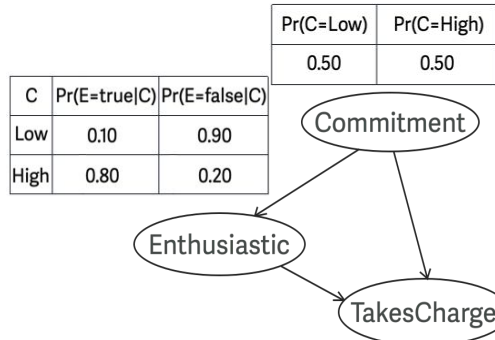 Pr(C=Low) Pr(C=High)
0.50 0.50
C Pr(E=true|C) Pr(E=false|C)
Low 0.10 0.90
High 0.80 0.20
Commitment
Enthusiastic
TakesCharge